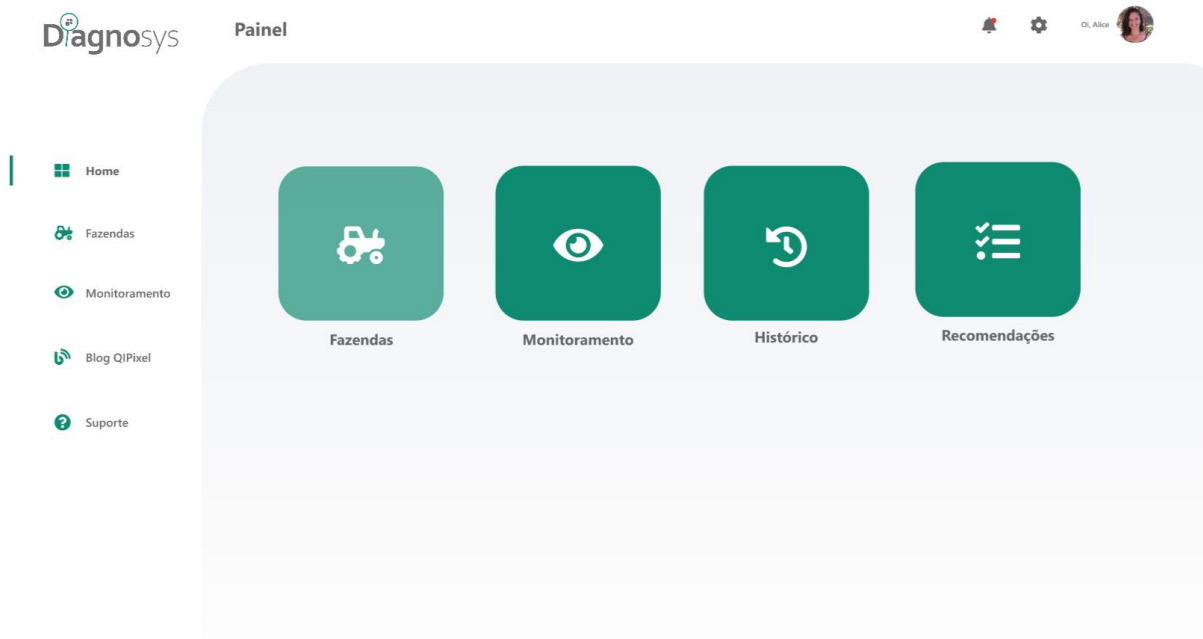 Diagnosys
Painel
Oi, Alice
Home
Fazendas
Monitoramento
Blog QIPixel
Suporte
Fazendas
Monitoramento
Histórico
Recomendações